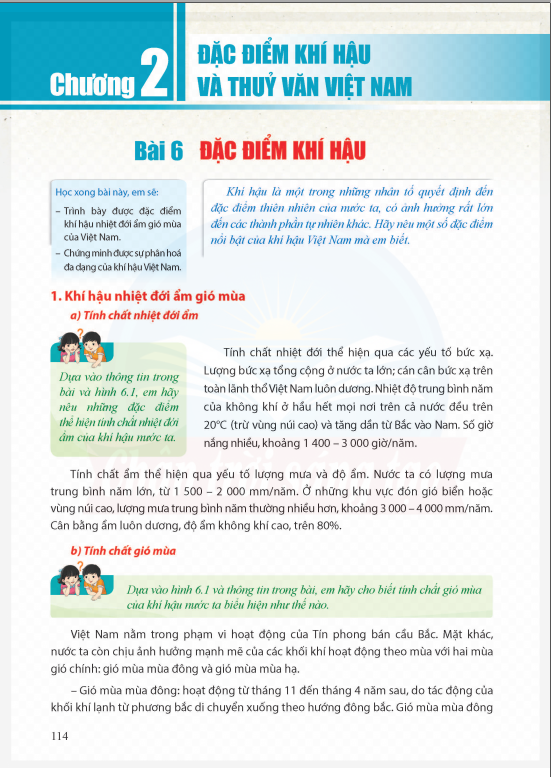 Chương 2
ĐẶC ĐIỂM KHÍ HẬU
VÀ THUỶ VĂN VIỆT NAM
Bài 6 ĐẶC ĐIỂM KHÍ HẬU
Học xong bài này, em sẽ:
– Trình bày được đặc điểm
khí hậu nhiệt đới ẩm gió mùa
của Việt Nam.
– Chứng minh được sự phân hoá
đa dạng của khí hậu Việt Nam.
Khí hậu là một trong những nhân tố quyết định đến
đặc điểm thiên nhiên của nước ta, có ảnh hưởng rất lớn
đến các thành phần tự nhiên khác. Hãy nêu một số đặc điểm
nổi bật của khí hậu Việt Nam mà em biết.
1. Khí hậu nhiệt đới ẩm gió mùa
a) Tính chất nhiệt đới ẩm
Dựa vào thông tin trong
bài và hình 6.1, em hãy
nêu những đặc điểm
thể hiện tính chất nhiệt đới
ẩm của khí hậu nước ta.
Tính chất nhiệt đới thể hiện qua các yếu tố bức xạ.
Lượng bức xạ tổng cộng ở nước ta lớn; cán cân bức xạ trên
toàn lãnh thổ Việt Nam luôn dương. Nhiệt độ trung bình năm
của không khí ở hầu hết mọi nơi trên cả nước đều trên
20°C (trừ vùng núi cao) và tăng dần từ Bắc vào Nam. Số giờ
nắng nhiều, khoảng 1 400 – 3 000 giờ/năm.
Tính chất ẩm thể hiện qua yếu tố lượng mưa và độ ẩm. Nước ta có lượng mưa
trung bình năm lớn, từ 1 500 – 2 000 mm/năm. Ở những khu vực đón gió biển hoặc
vùng núi cao, lượng mưa trung bình năm thường nhiều hơn, khoảng 3 000 – 4 000 mm/năm.
Cân bằng ẩm luôn dương, độ ẩm không khí cao, trên 80%.
b) Tính chất gió mùa
Dựa vào hình 6.1 và thông tin trong bài, em hãy cho biết tính chất gió mùa
của khí hậu nước ta biểu hiện như thế nào.
Việt Nam nằm trong phạm vi hoạt động của Tín phong bán cầu Bắc. Mặt khác,
nước ta còn chịu ảnh hưởng mạnh mẽ của các khối khí hoạt động theo mùa với hai mùa
gió chính: gió mùa mùa đông và gió mùa mùa hạ.
– Gió mùa mùa đông: hoạt động từ tháng 11 đến tháng 4 năm sau, do tác động của
khối khí lạnh từ phương bắc di chuyển xuống theo hướng đông bắc. Gió mùa mùa đông
114